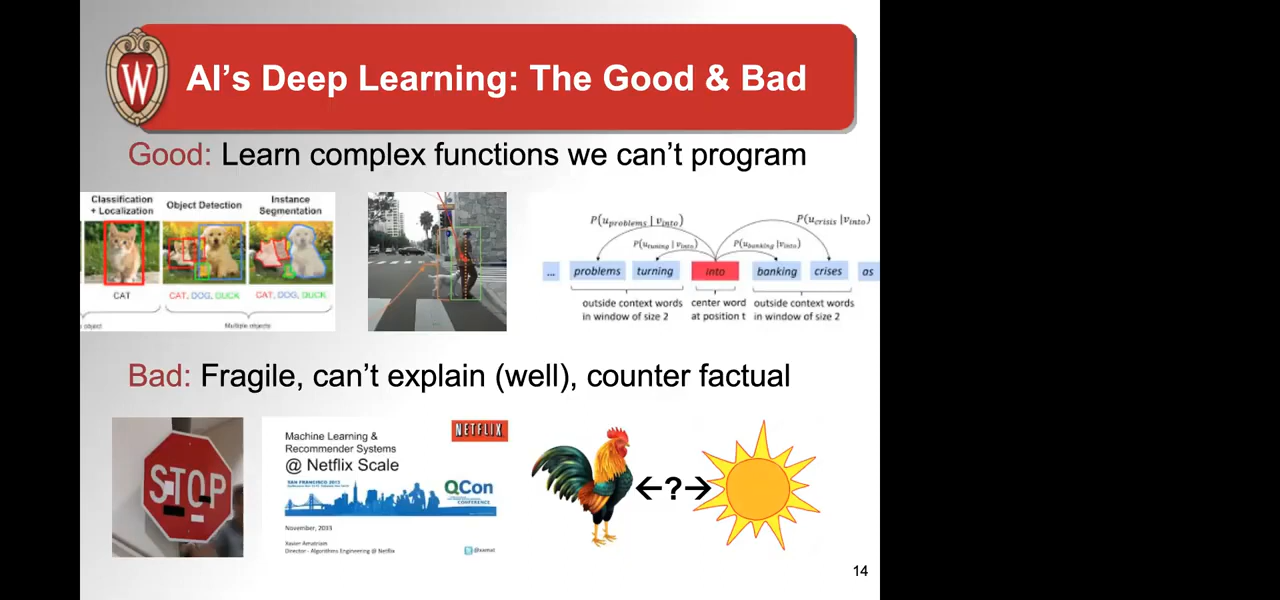 W
AI's Deep Learning: The Good & Bad
Good: Learn complex functions we can't program
Classification
+ Localization
Object Detection
Instance
Segmentation
CAT
CAT, DOG, DUCK
CAT, DOG, DUCK
object
Multiple objects
P(u_problems | v_into)
P(u_crisis | v_into)
P(u_turning | v_into)
P(u_banking | v_into)
... problems turning into banking crises as
outside context words
in window of size 2
center word
at position t
outside context words
in window of size 2
Bad: Fragile, can't explain (well), counter factual
STOP
Machine Learning &
Recommender Systems
@ Netflix Scale
NETFLIX
SAN FRANCISCO 2013
QCon
CONFERENCE
November, 2013
Xavier Amatriain
Director - Algorithms Engineering @ Netflix
@xamat
←?→
14